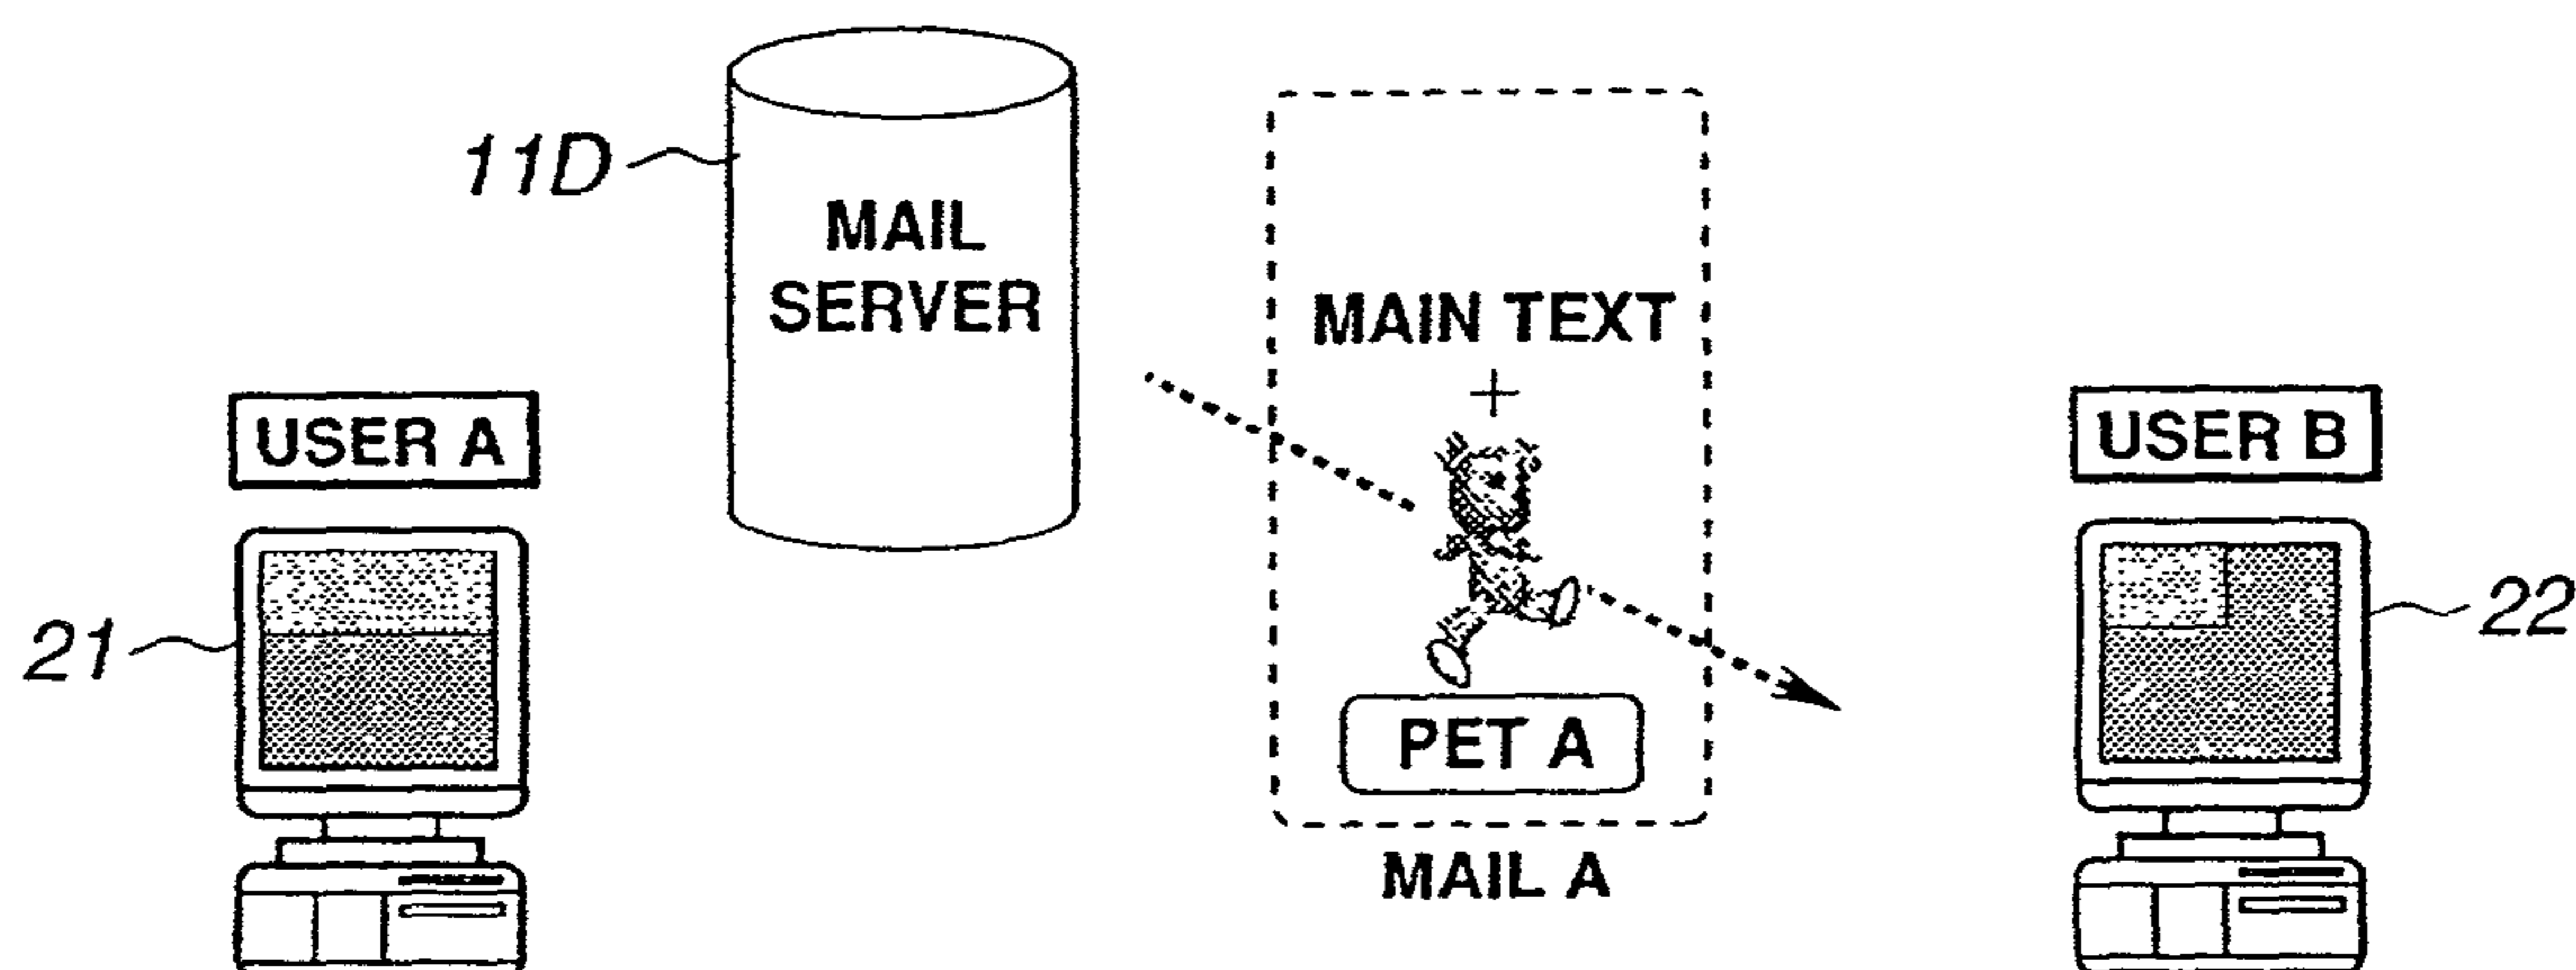 11D
MAIL
SERVER
MAIN TEXT
+
USER A
USER B
21
22
PET A
MAIL A